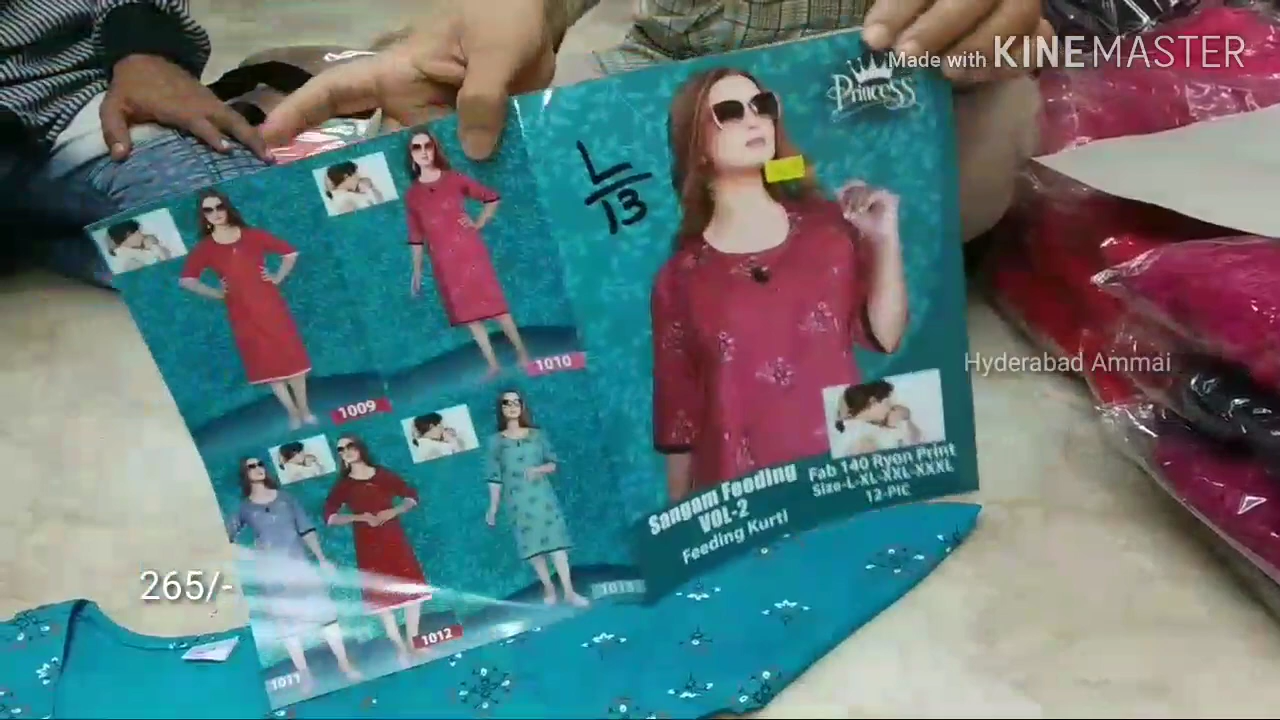 Made with KINEMASTER
Princess
L
13
1010
1009
Hyderabad Ammai
Fab 140 Ryon Print
Size-L-XL-XXL-XXXL
12-PIC
Sangam Feeding
VOL-2
Feeding Kurti
265/-
1013
1012
1011